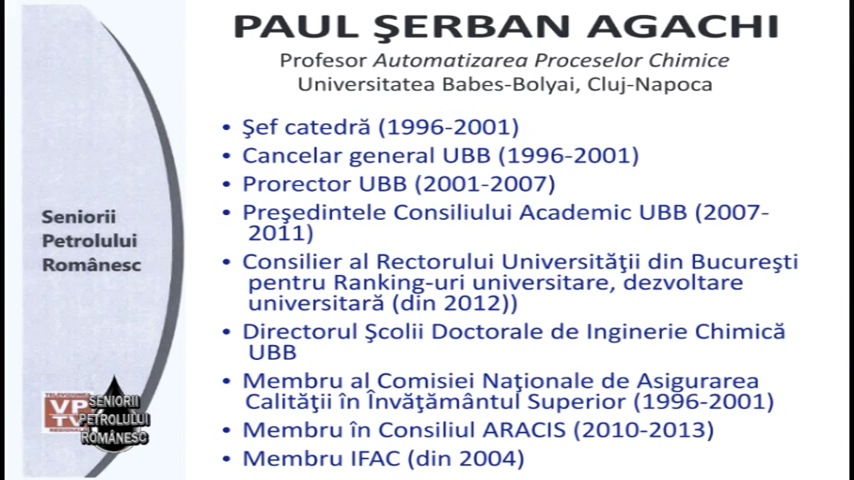 PAUL ŞERBAN AGACHI
Profesor Automatizarea Proceselor Chimice
Universitatea Babes-Bolyai, Cluj-Napoca
• Şef catedră (1996-2001)
• Cancelar general UBB (1996-2001)
• Prorector UBB (2001-2007)
• Preşedintele Consiliului Academic UBB (2007-
2011)
• Consilier al Rectorului Universităţii din Bucureşti
pentru Ranking-uri universitare, dezvoltare
universitară (din 2012))
• Directorul Şcolii Doctorale de Inginerie Chimică
UBB
• Membru al Comisiei Naţionale de Asigurarea
Calităţii în Învăţământul Superior (1996-2001)
• Membru în Consiliul ARACIS (2010-2013)
• Membru IFAC (din 2004)
Seniorii
Petrolului
Românesc
VP
TV
SENIORII
PETROLULUI
ROMÂNESC